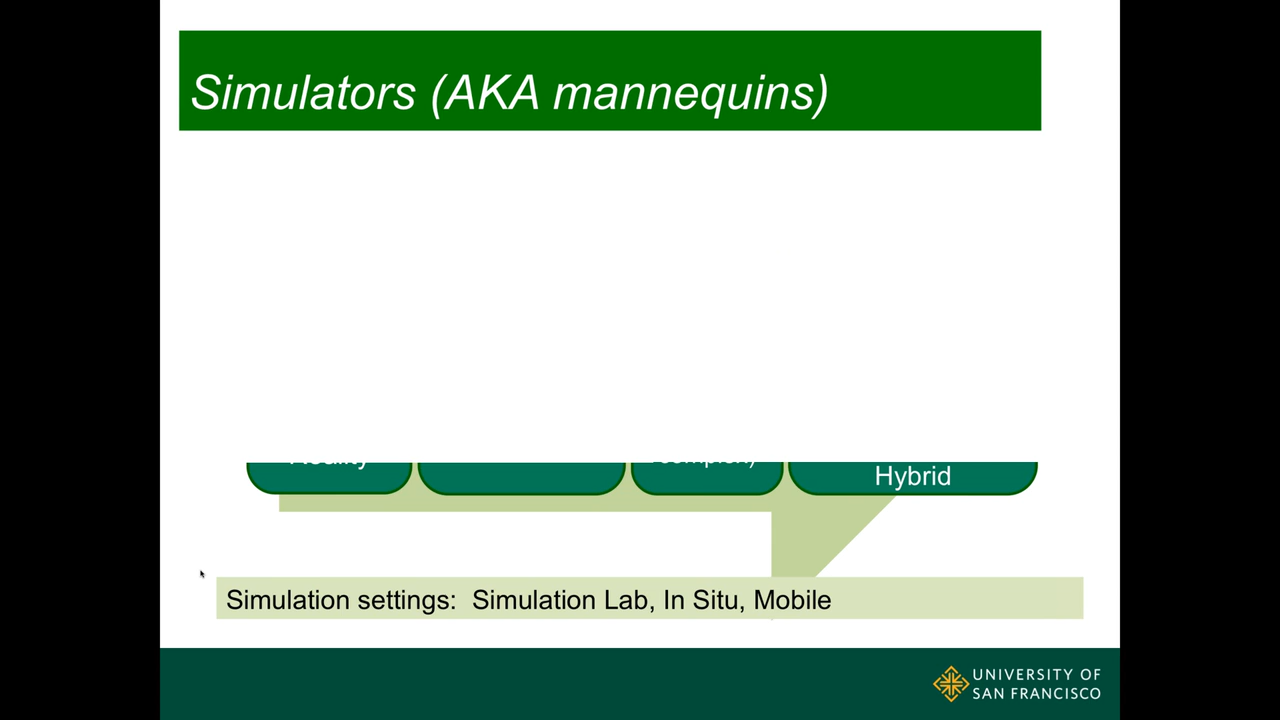 Simulators (AKA mannequins)
Hybrid
Simulation settings: Simulation Lab, In Situ, Mobile
UNIVERSITY OF
SAN FRANCISCO